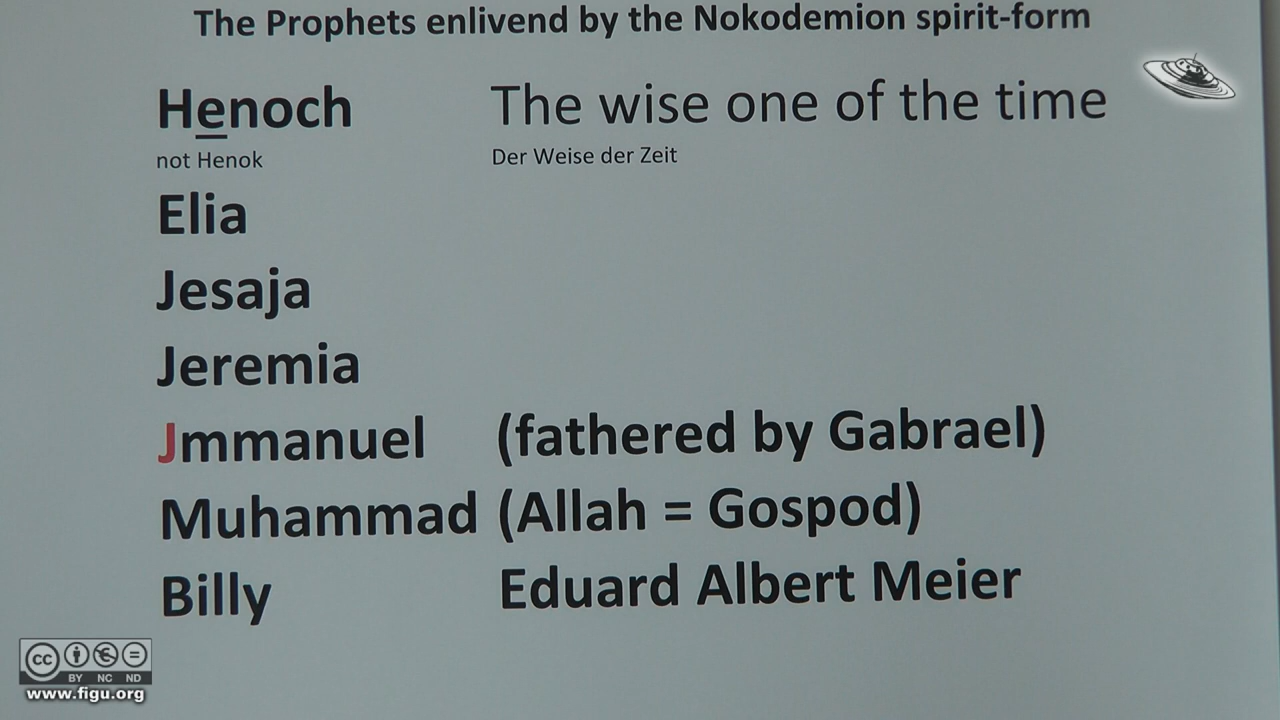 The Prophets enlivend by the Nokodemion spirit-form
Henoch The wise one of the time
not Henok Der Weise der Zeit
Elia
Jesaja
Jeremia
Jmmanuel (fathered by Gabrael)
Muhammad (Allah = Gospod)
Billy Eduard Albert Meier
cc BY NC ND
www.figu.org